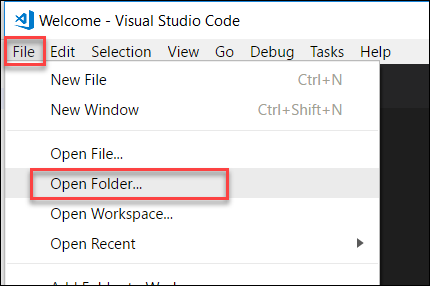 Welcome - Visual Studio Code
File Edit Selection View Go Debug Tasks Help
New File Ctrl+N
New Window Ctrl+Shift+N
Open File...
Open Folder...
Open Workspace...
Open Recent